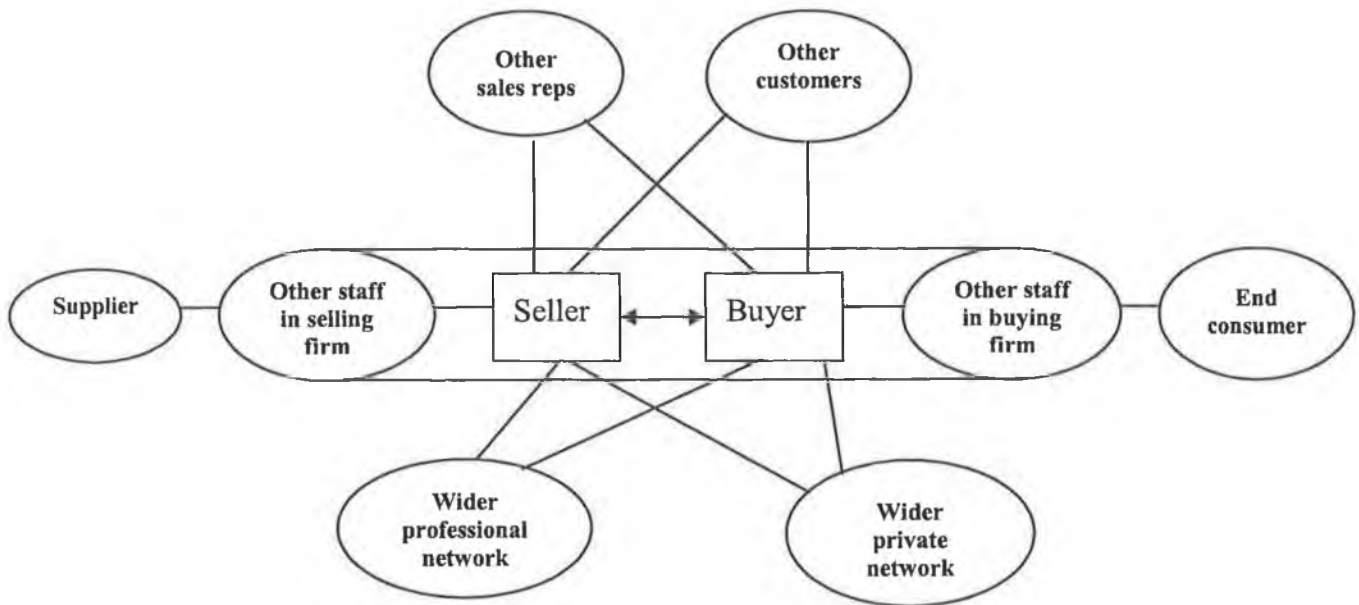 Other
sales reps
Other
customers
Supplier
Other staff
in selling
firm
Seller
Buyer
Other staff
in buying
firm
End
consumer
Wider
professional
network
Wider
private
network